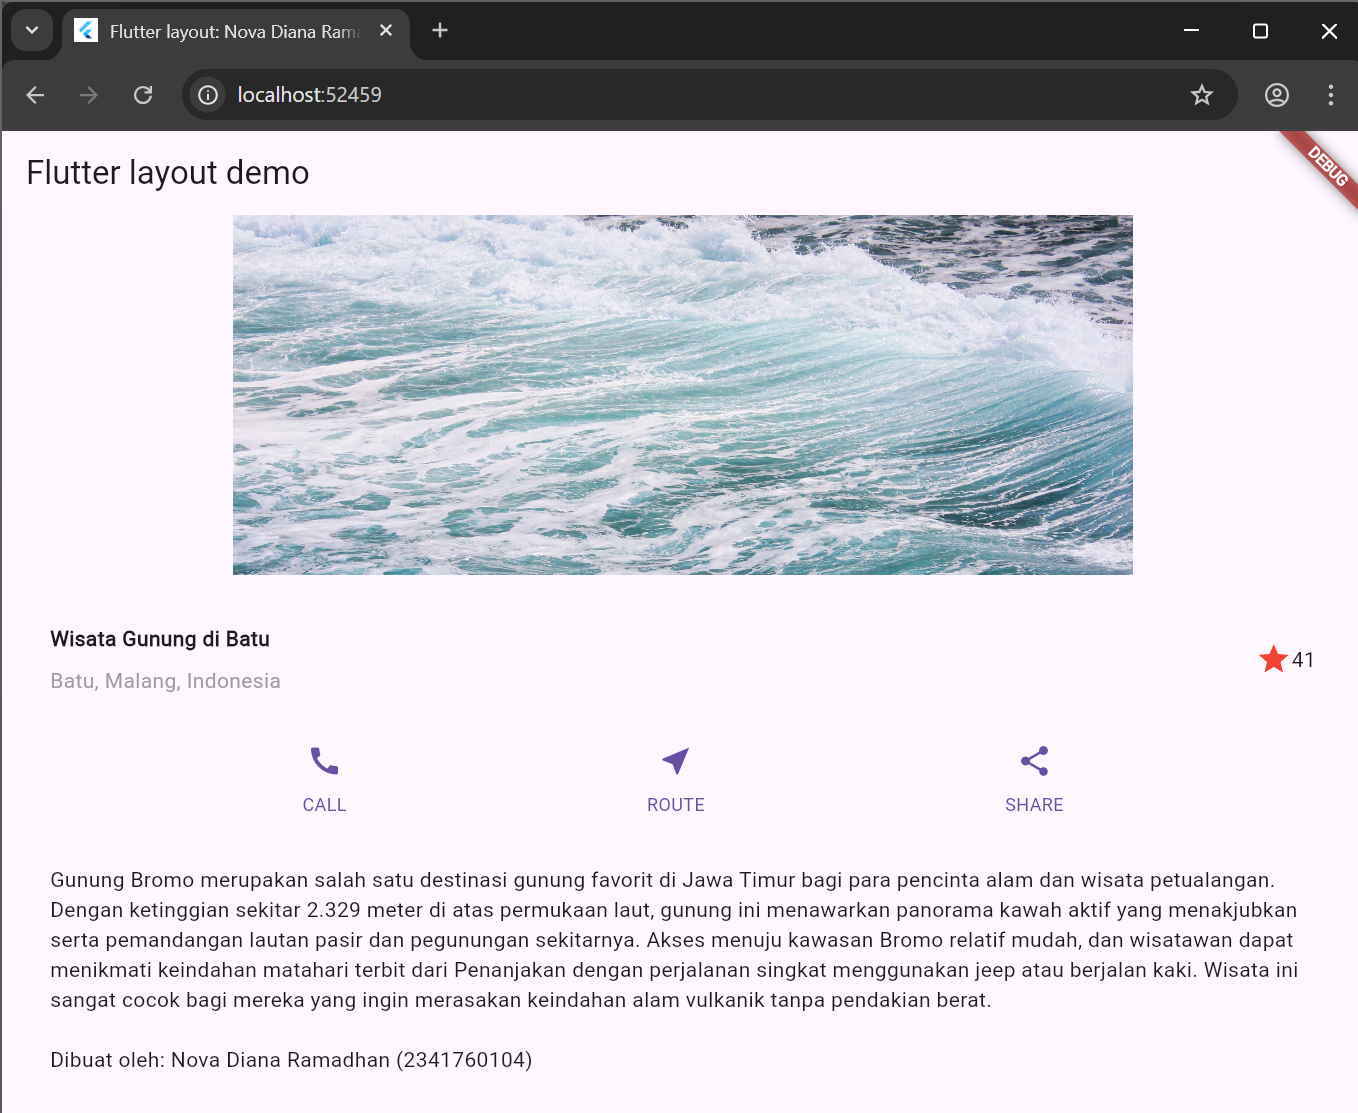 Flutter layout: Nova Diana Ram
localhost:52459
Flutter layout demo
DEBUG
Wisata Gunung di Batu
Batu, Malang, Indonesia
41
CALL
ROUTE
SHARE
Gunung Bromo merupakan salah satu destinasi gunung favorit di Jawa Timur bagi para pencinta alam dan wisata petualangan.
Dengan ketinggian sekitar 2.329 meter di atas permukaan laut, gunung ini menawarkan panorama kawah aktif yang menakjubkan
serta pemandangan lautan pasir dan pegunungan sekitarnya. Akses menuju kawasan Bromo relatif mudah, dan wisatawan dapat
menikmati keindahan matahari terbit dari Penanjakan dengan perjalanan singkat menggunakan jeep atau berjalan kaki. Wisata ini
sangat cocok bagi mereka yang ingin merasakan keindahan alam vulkanik tanpa pendakian berat.
Dibuat oleh: Nova Diana Ramadhan (2341760104)